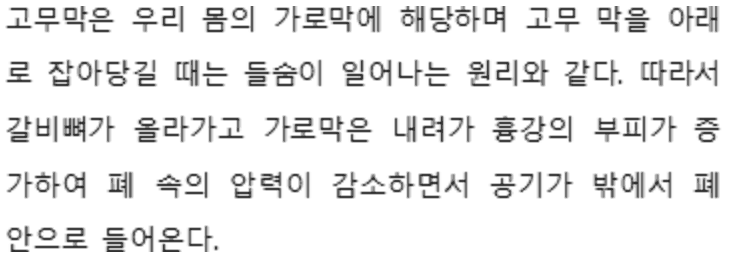 고무막은 우리 몸의 가로막에 해당하며 고무 막을 아래
로 잡아당길 때는 들숨이 일어나는 원리와 같다. 따라서
갈비뼈가 올라가고 가로막은 내려가 흉강의 부피가 증
가하여 폐 속의 압력이 감소하면서 공기가 밖에서 폐
안으로 들어온다.